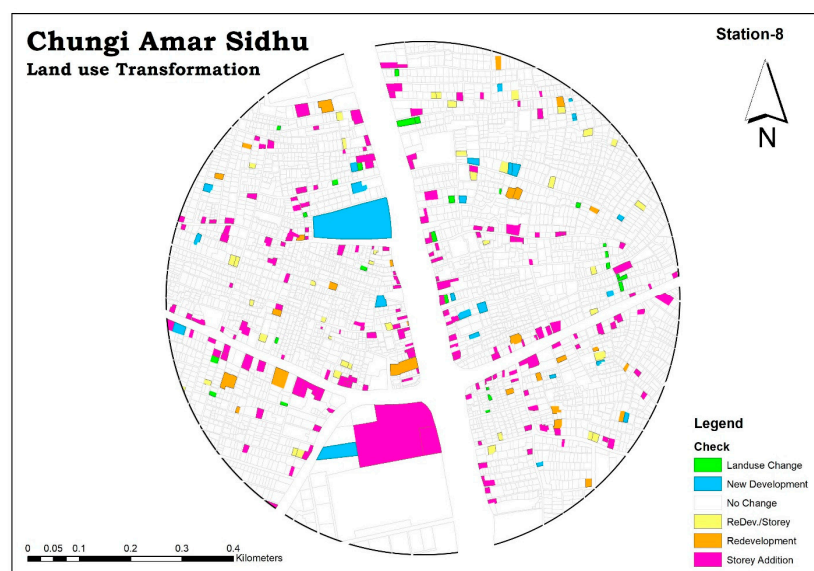 Chungi Amar Sidhu
Land use Transformation
Station-8
N
Legend
Check
Landuse Change
New Development
No Change
ReDev./Storey
Redevelopment
Storey Addition
0 0.05 0.1 0.2 0.3 0.4
Kilometers